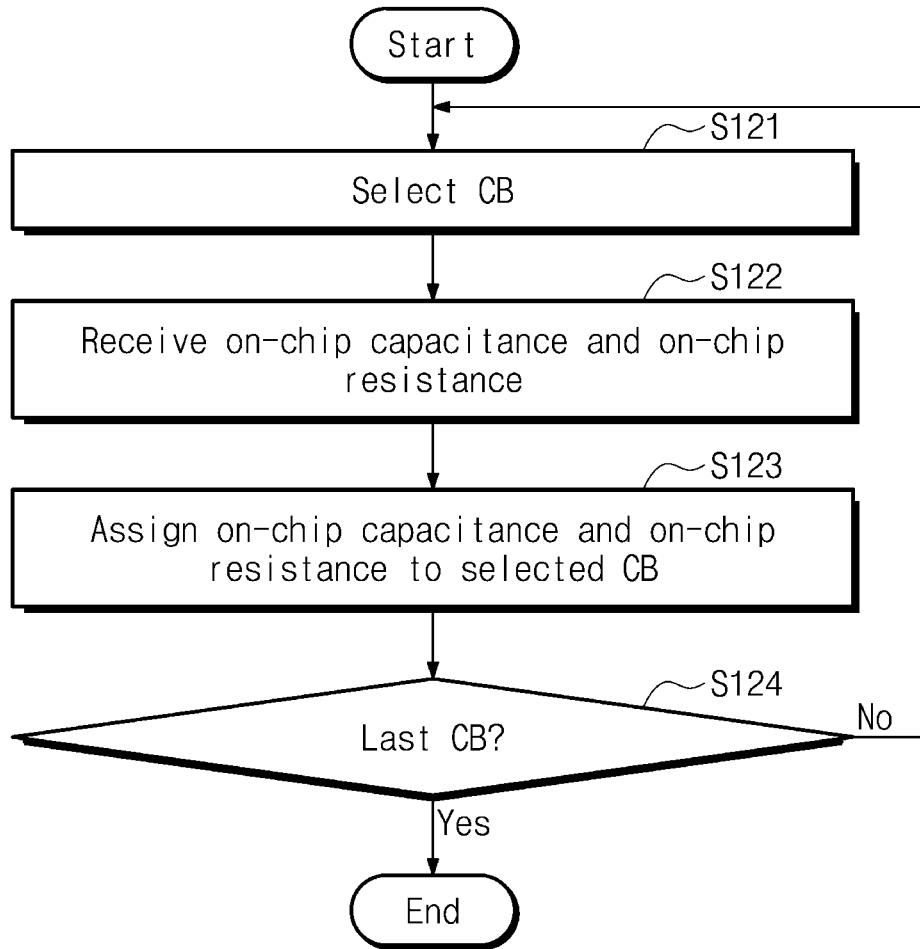 Start
S121
Select CB
S122
Receive on-chip capacitance and on-chip
resistance
S123
Assign on-chip capacitance and on-chip
resistance to selected CB
S124
Last CB?
No
Yes
End